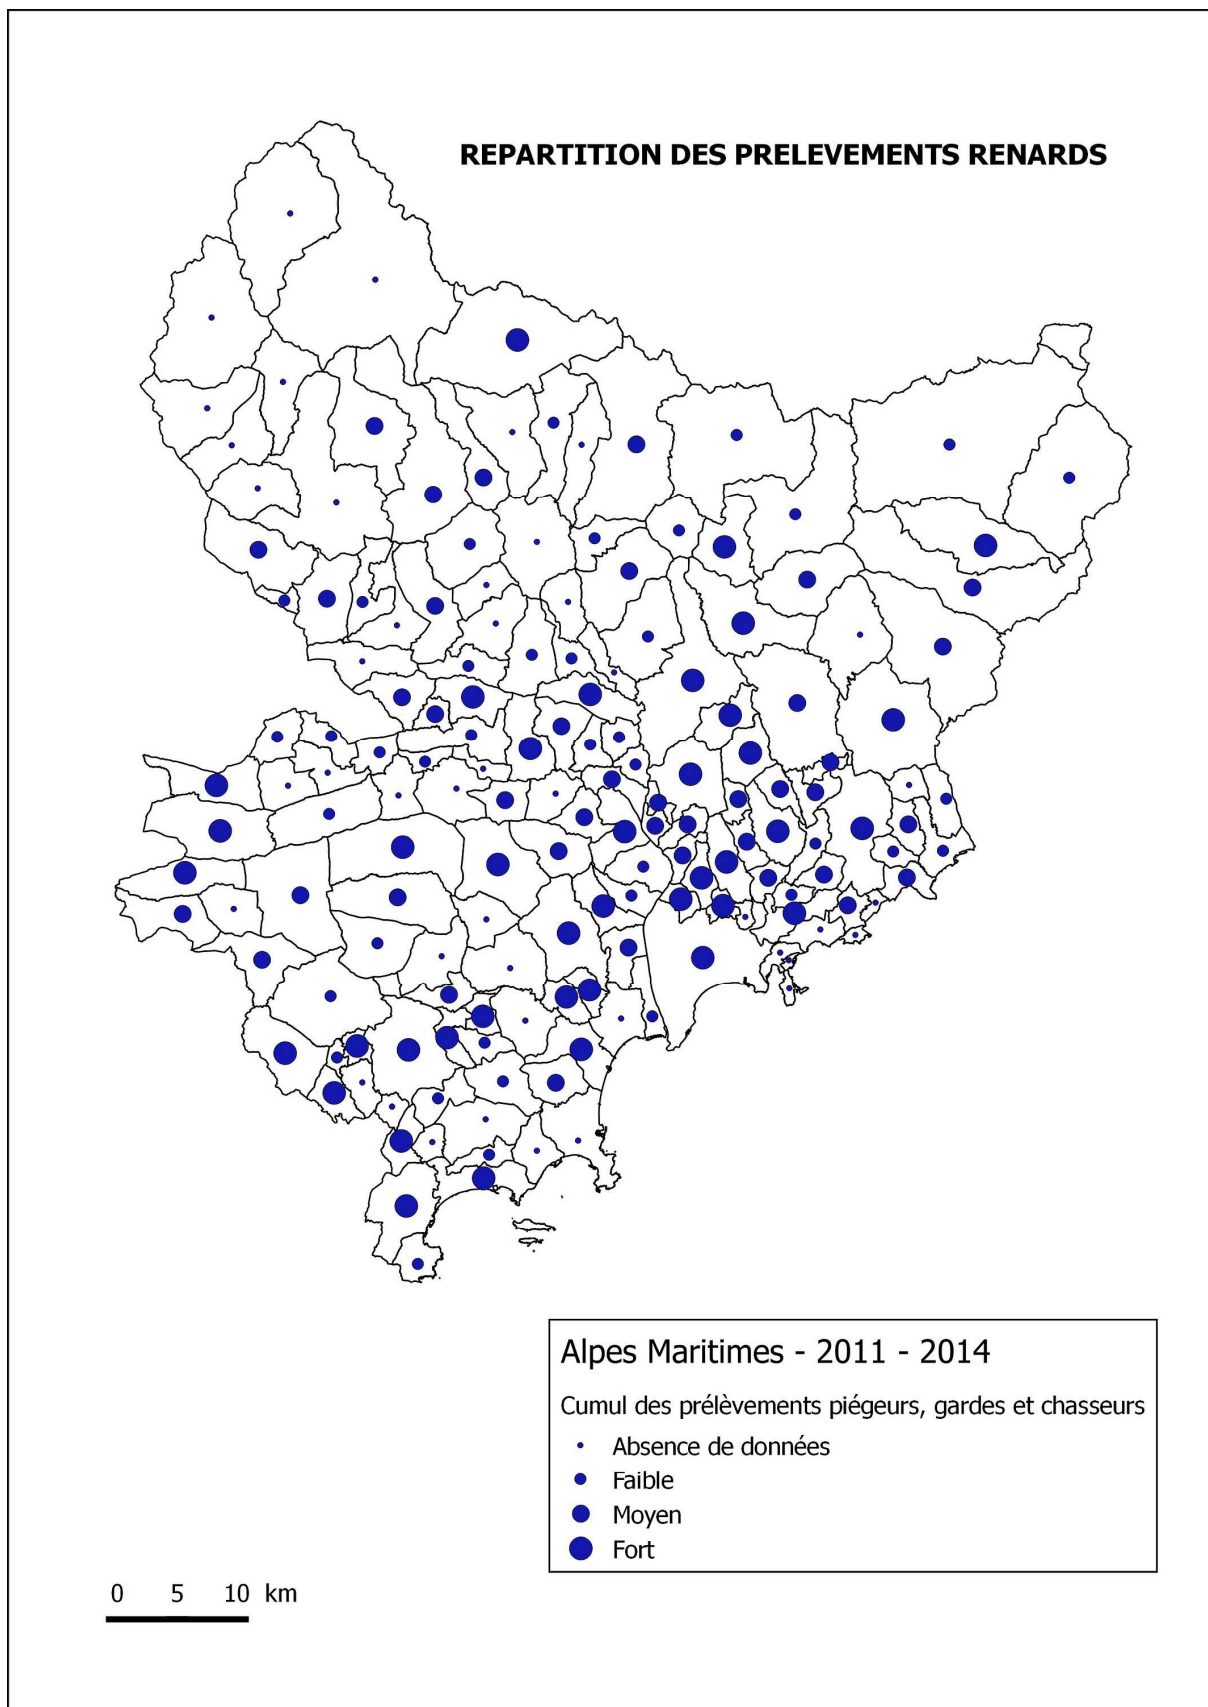 REPARTITION DES PRELEVEMENTS RENARDS
Alpes Maritimes - 2011 - 2014
Cumul des prélèvements piégeurs, gardes et chasseurs
Absence de données
Faible
Moyen
Fort
0 5 10 km